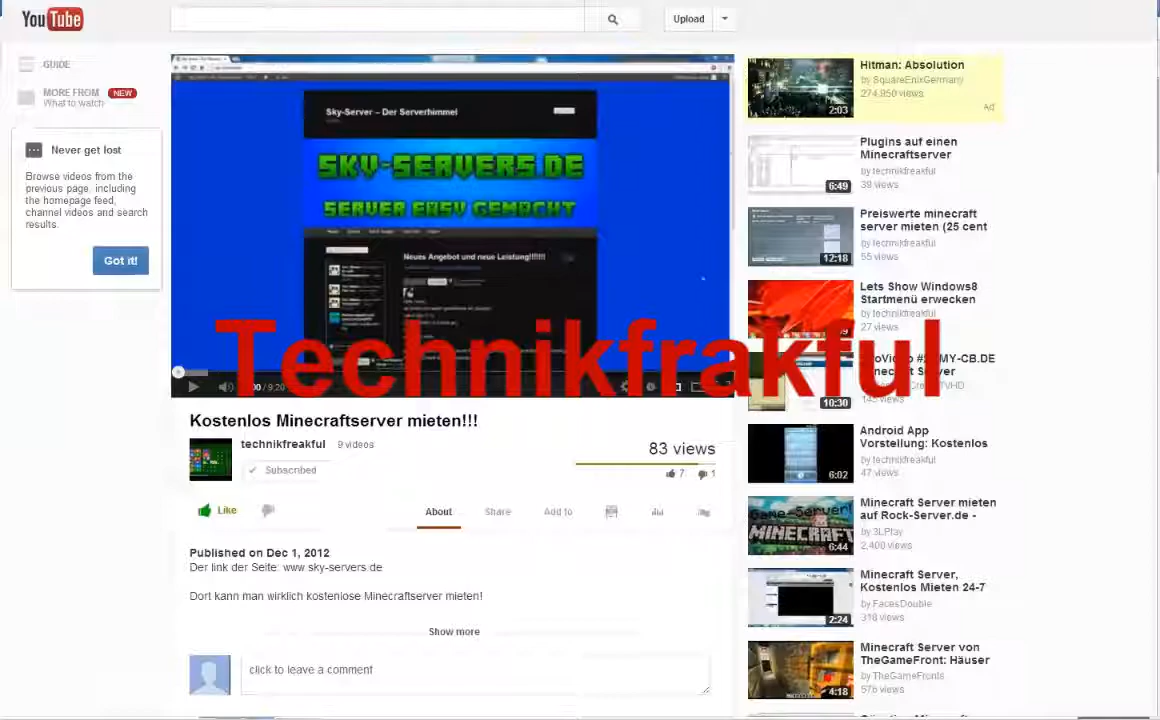 YouTube
Upload
GUIDE
MORE FROM NEW
What to watch
Never get lost
Browse videos from the
previous page, including
the homepage feed,
channel videos and search
results.
Got it!
Sky-Server – Der Serverhimmel
SKY-SERVERS.DE
SERVER EASY GEMACHT
Neues Angebot und neue Leistung!!!!!!!
Technikfrakful
Kostenlos Minecraftserver mieten!!!
technikfreakful 9 videos
Subscribed
83 views
7 1
Like
About
Share
Add to
Published on Dec 1, 2012
Der link der Seite: www sky-servers.de
Dort kann man wirklich kostenlose Minecraftserver mieten!
Show more
click to leave a comment
Hitman: Absolution
by SquareEnixGermany
274,950 views
Ad
2:03
Plugins auf einen
Minecraftserver
by technikfreakful
39 views
6:49
Preiswerte minecraft
server mieten (25 cent
by technikfreakful
55 views
12:18
Lets Show Windows8
Startmenü erwecken
by technikfreakful
27 views
MY-CB.DE
10:30
Android App
Vorstellung: Kostenlos
by technikfreakful
47 views
6:02
Minecraft Server mieten
auf Rock-Server.de -
by 3LPlay
2,400 views
Game-Server!
MINECRAFT
6:44
Minecraft Server,
Kostenlos Mieten 24-7
by FacesDouble
318 views
2:24
Minecraft Server von
TheGameFront: Häuser
by TheGameFronts
576 views
4:18